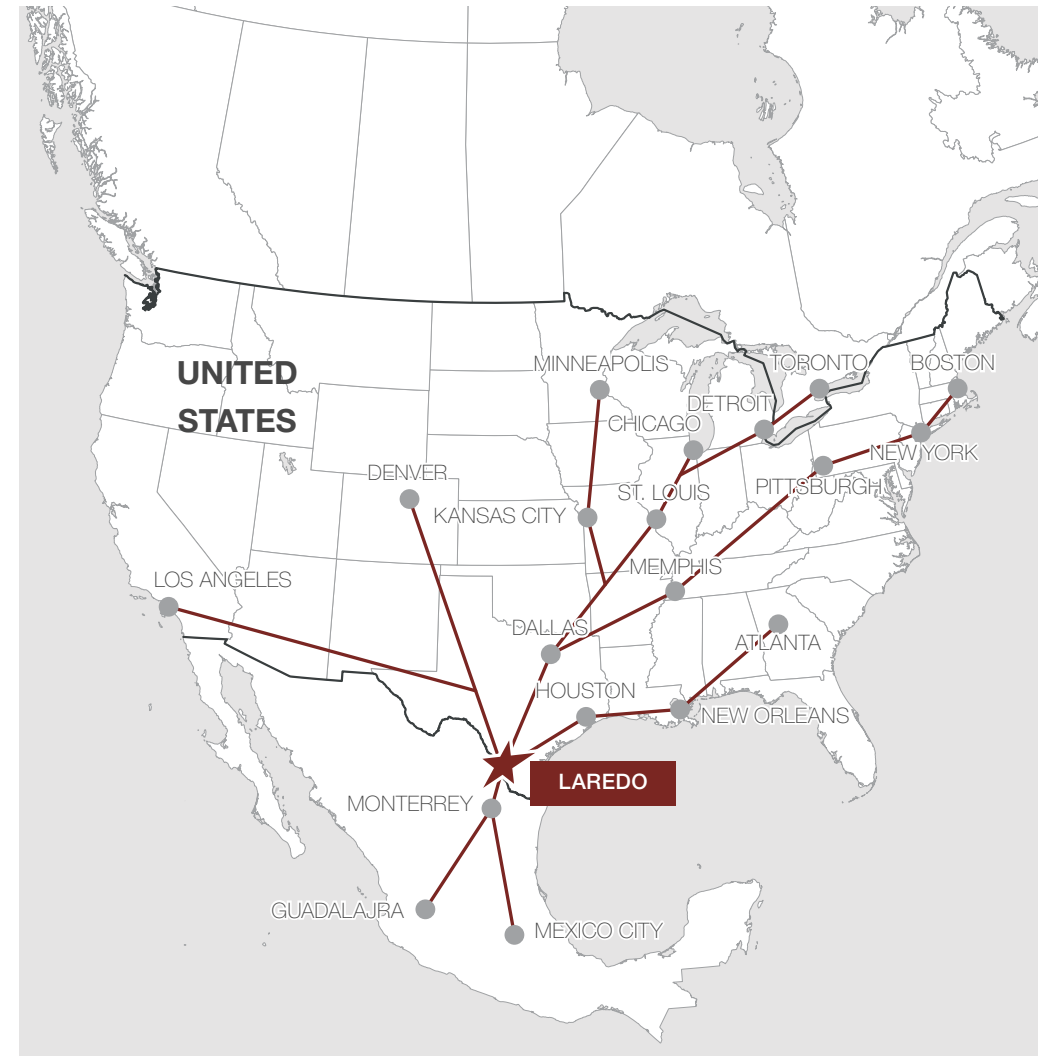 MINNEAPOLIS
TORONTO
BOSTON
UNITED
STATES
DETROIT
CHICAGO
NEW YORK
DENVER
PITTSBURGH
ST. LOUIS
KANSAS CITY
MEMPHIS
LOS ANGELES
DALLAS
ATLANTA
HOUSTON
NEW ORLEANS
LAREDO
MONTERREY
GUADALAJRA
MEXICO CITY